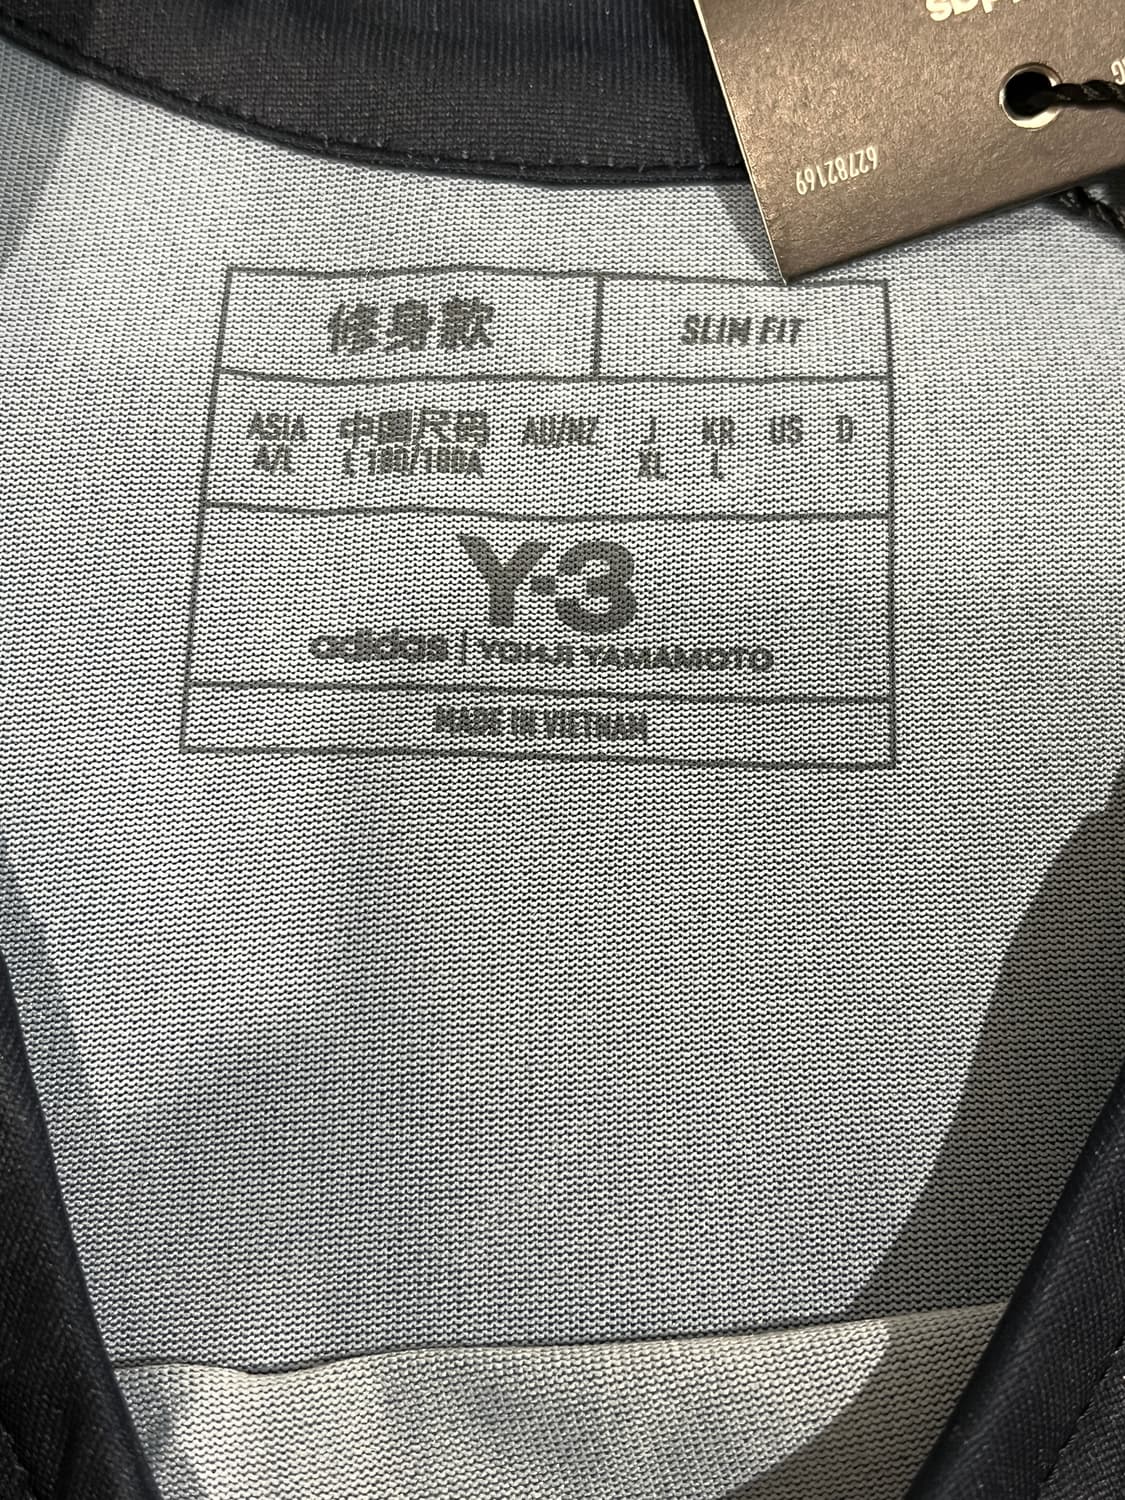 62782169
修身款 SLIM FIT
ASIA 中国尺码 AU/NZ J KR US D
A/L L 180/100A XL L
Y-3
adidas | YOHJI YAMAMOTO
MADE IN VIETNAM